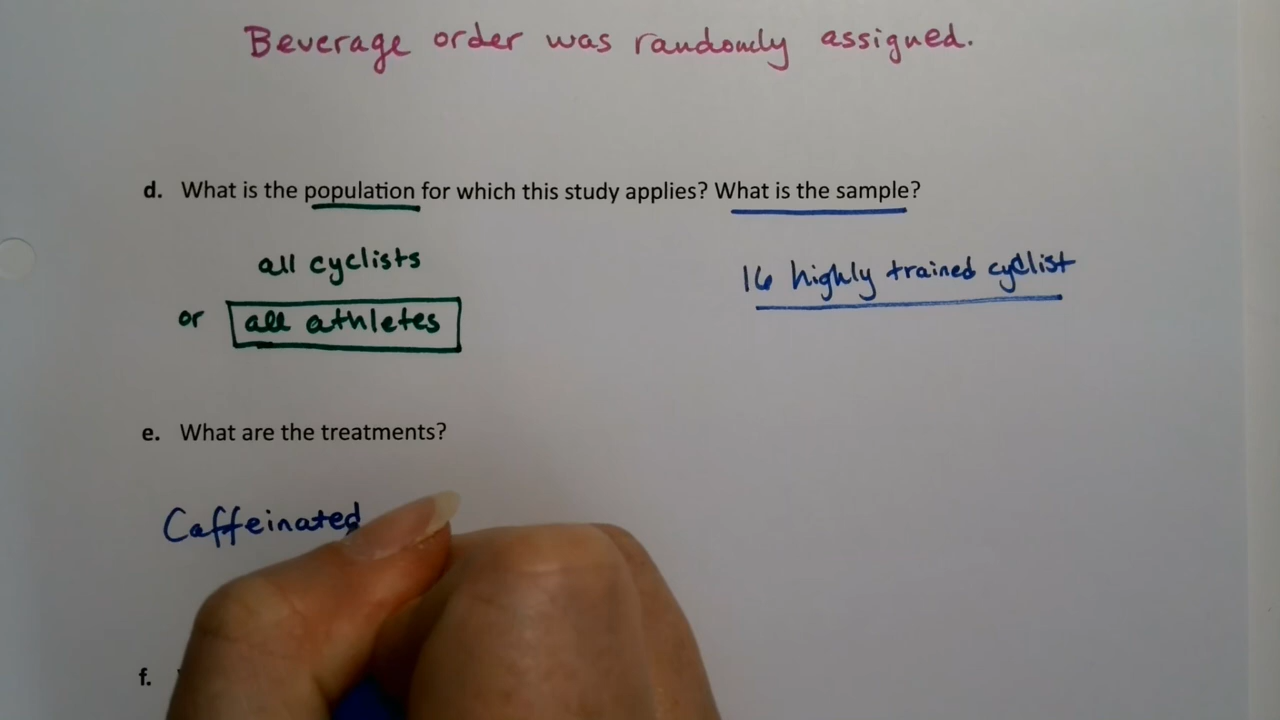 Beverage order was randomly assigned.
d. What is the population for which this study applies? What is the sample?
all cyclists
or all athletes
16 highly trained cyclist
e. What are the treatments?
Caffeinated
f.